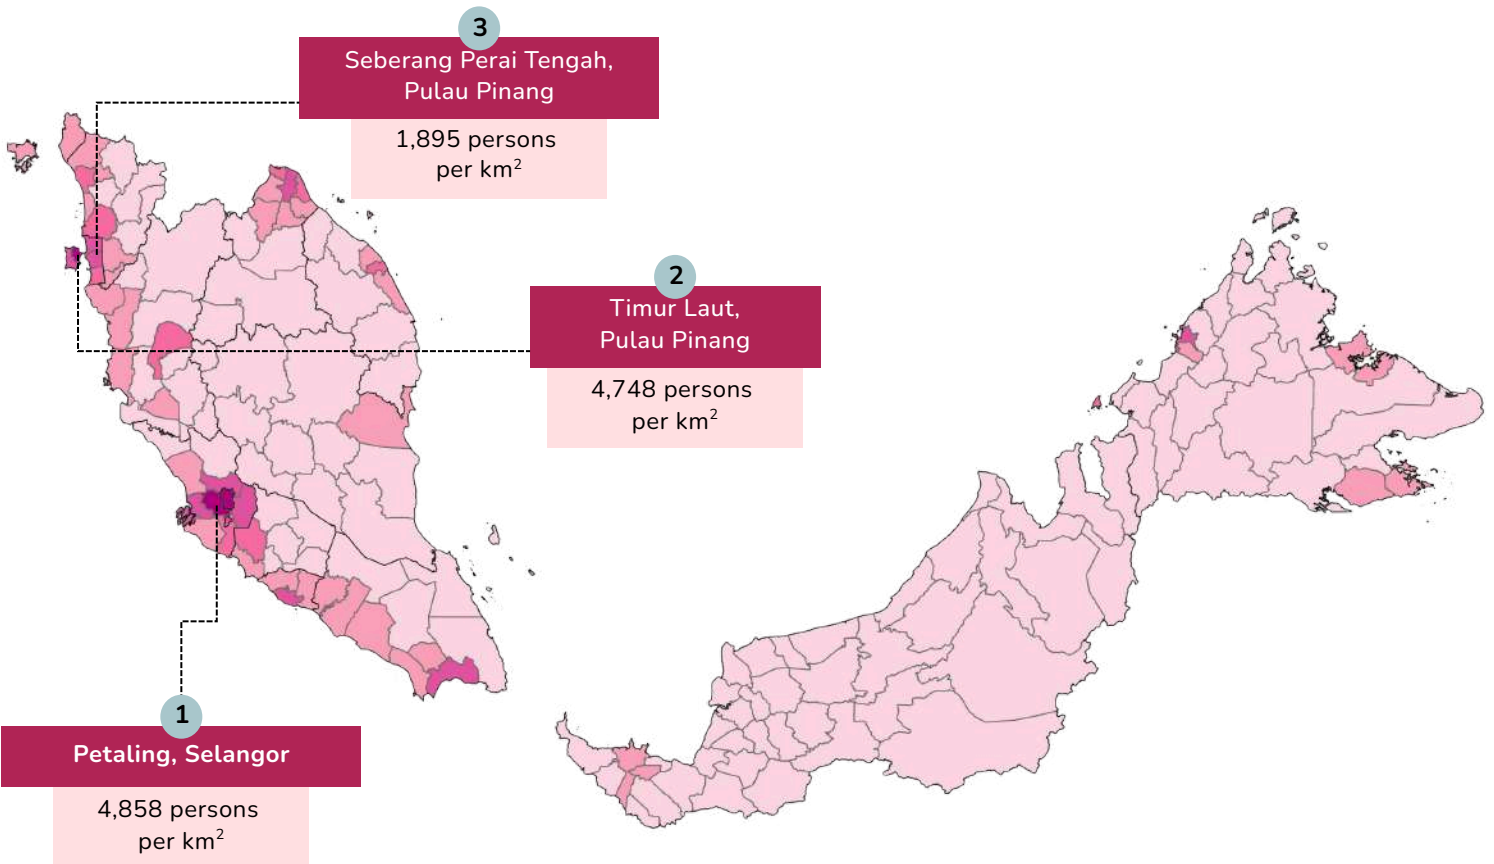 3
Seberang Perai Tengah,
Pulau Pinang
1,895 persons
per km²
2
Timur Laut,
Pulau Pinang
4,748 persons
per km²
1
Petaling, Selangor
4,858 persons
per km²